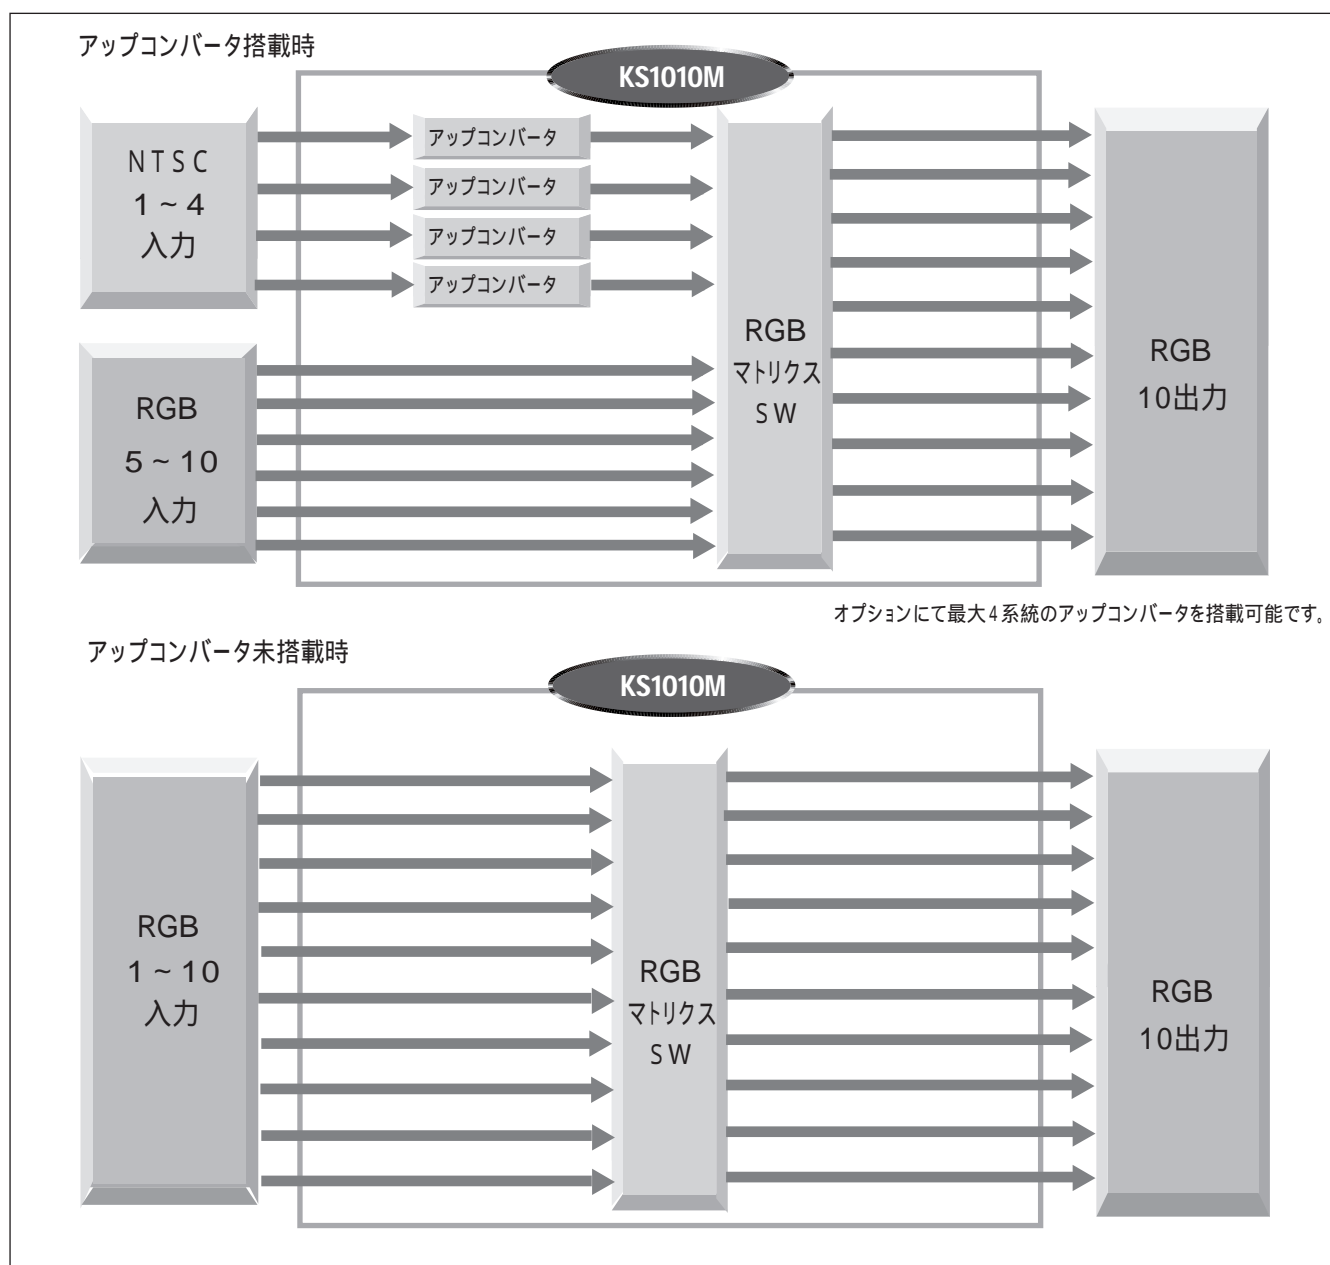 アップコンバータ搭載時
KS1010M
NTSC
1～4
入力
アップコンバータ
アップコンバータ
アップコンバータ
アップコンバータ
RGB
5～10
入力
RGB
マトリクス
SW
RGB
10出力
オプションにて最大4系統のアップコンバータを搭載可能です。
アップコンバータ未搭載時
KS1010M
RGB
1～10
入力
RGB
マトリクス
SW
RGB
10出力